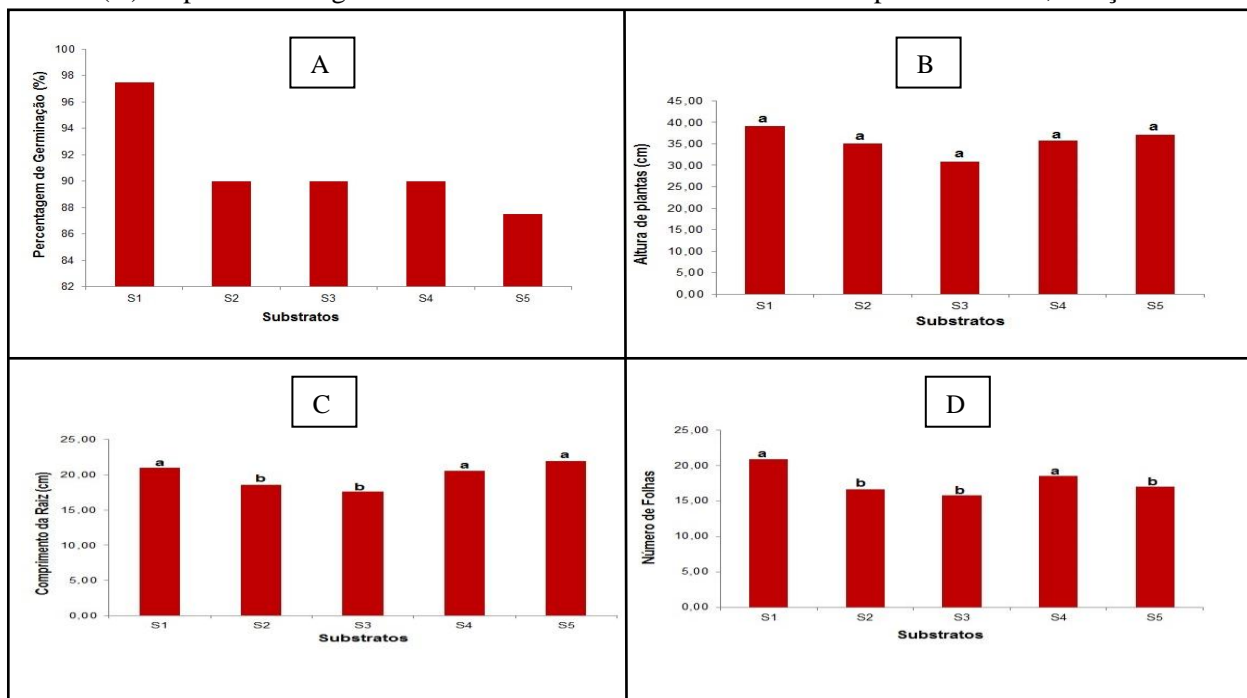 A
Percentagem de Germinação (%)
100
98
96
94
92
90
88
86
84
82
S1 S2 S3 S4 S5
Substratos
B
Altura de plantas (cm)
45,00
40,00
35,00
30,00
25,00
20,00
15,00
10,00
5,00
0,00
a a a a a
S1 S2 S3 S4 S5
Substratos
C
Comprimento da Raiz (cm)
25,00
20,00
15,00
10,00
5,00
0,00
a b b a a
S1 S2 S3 S4 S5
Substratos
D
Número de Folhas
25,00
20,00
15,00
10,00
5,00
0,00
a b b a b
S1 S2 S3 S4 S5
Substratos